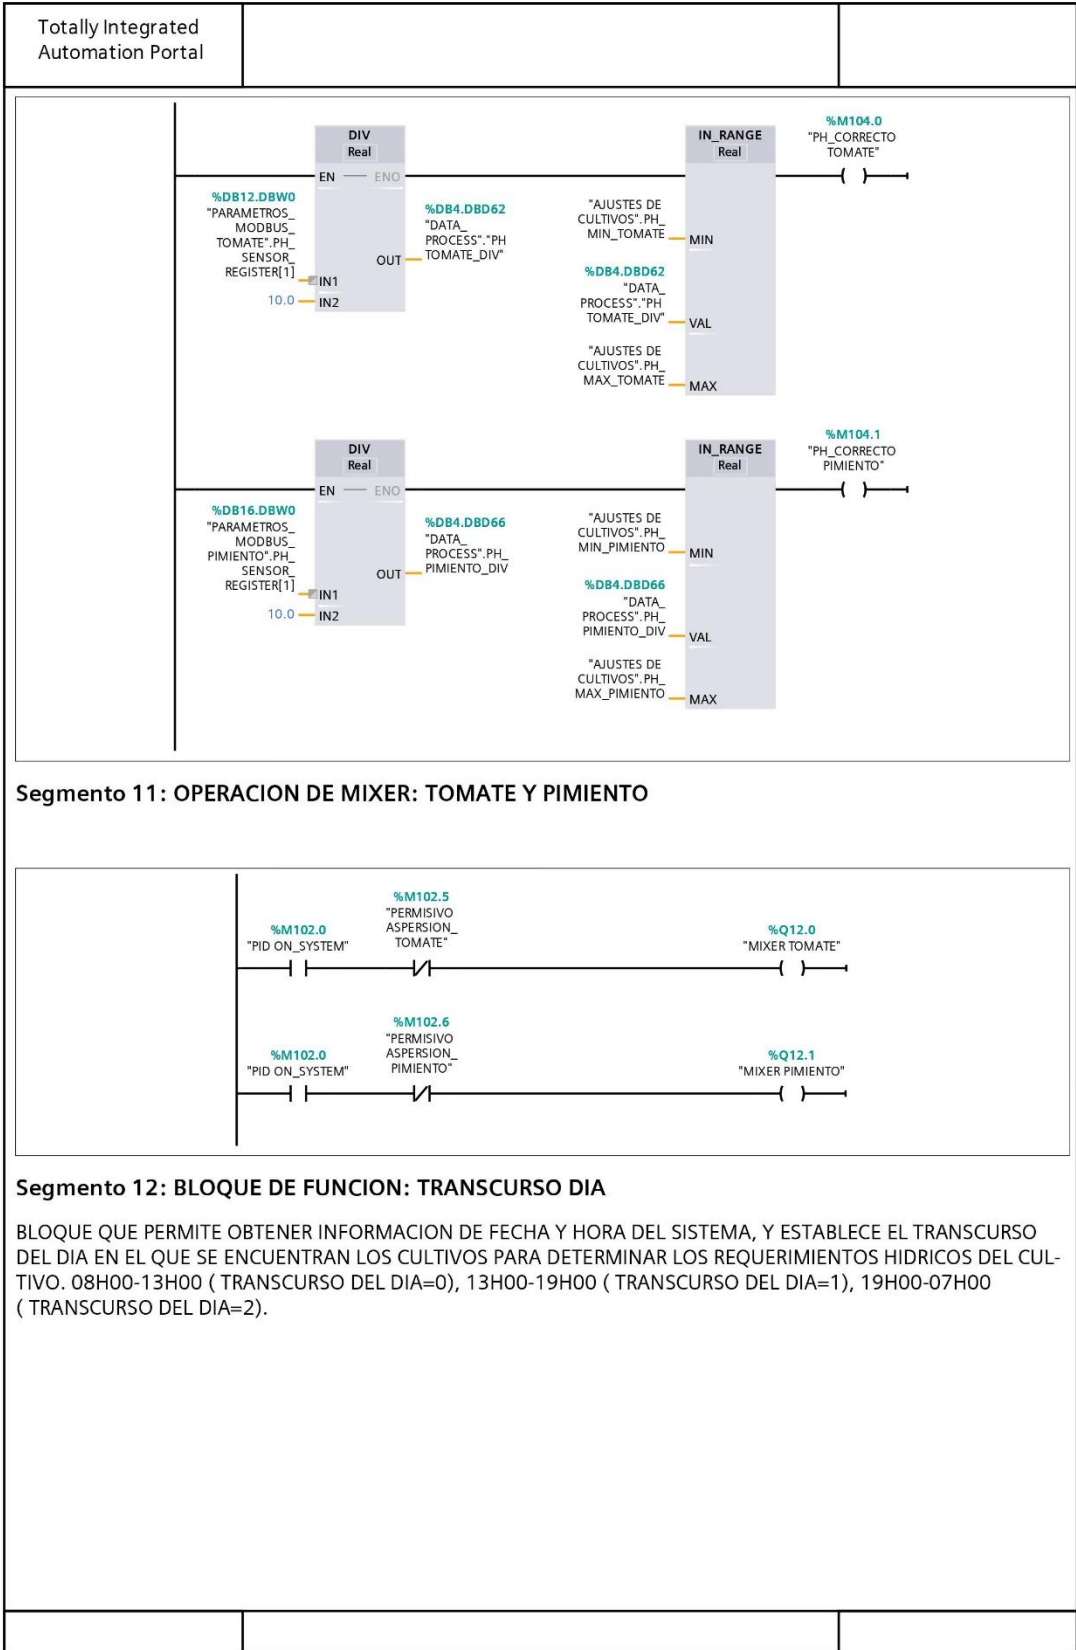 Totally Integrated
Automation Portal
DIV
Real
EN
ENO
%DB12.DBW0
"PARAMETROS_
MODBUS_
TOMATE".PH_
SENSOR_
REGISTER[1]
IN1
10.0
IN2
OUT
%DB4.DBD62
"DATA_
PROCESS"."PH
TOMATE_DIV"
IN_RANGE
Real
"AJUSTES DE
CULTIVOS".PH_
MIN_TOMATE
MIN
%DB4.DBD62
"DATA_
PROCESS"."PH
TOMATE_DIV"
VAL
"AJUSTES DE
CULTIVOS".PH_
MAX_TOMATE
MAX
%M104.0
"PH_CORRECTO
TOMATE"
DIV
Real
EN
ENO
%DB16.DBW0
"PARAMETROS_
MODBUS_
PIMIENTO".PH_
SENSOR_
REGISTER[1]
IN1
10.0
IN2
OUT
%DB4.DBD66
"DATA_
PROCESS".PH_
PIMIENTO_DIV
IN_RANGE
Real
"AJUSTES DE
CULTIVOS".PH_
MIN_PIMIENTO
MIN
%DB4.DBD66
"DATA_
PROCESS".PH_
PIMIENTO_DIV
VAL
"AJUSTES DE
CULTIVOS".PH_
MAX_PIMIENTO
MAX
%M104.1
"PH_CORRECTO
PIMIENTO"
Segmento 11: OPERACION DE MIXER: TOMATE Y PIMIENTO
%M102.0
"PID ON_SYSTEM"
%M102.5
"PERMISIVO
ASPERSION_
TOMATE"
%Q12.0
"MIXER TOMATE"
%M102.0
"PID ON_SYSTEM"
%M102.6
"PERMISIVO
ASPERSION_
PIMIENTO"
%Q12.1
"MIXER PIMIENTO"
Segmento 12: BLOQUE DE FUNCION: TRANSCURSO DIA
BLOQUE QUE PERMITE OBTENER INFORMACION DE FECHA Y HORA DEL SISTEMA, Y ESTABLECE EL TRANSCURSO
DEL DIA EN EL QUE SE ENCUENTRAN LOS CULTIVOS PARA DETERMINAR LOS REQUERIMIENTOS HIDRICOS DEL CUL-
TIVO. 08H00-13H00 ( TRANSCURSO DEL DIA=0), 13H00-19H00 ( TRANSCURSO DEL DIA=1), 19H00-07H00
( TRANSCURSO DEL DIA=2).